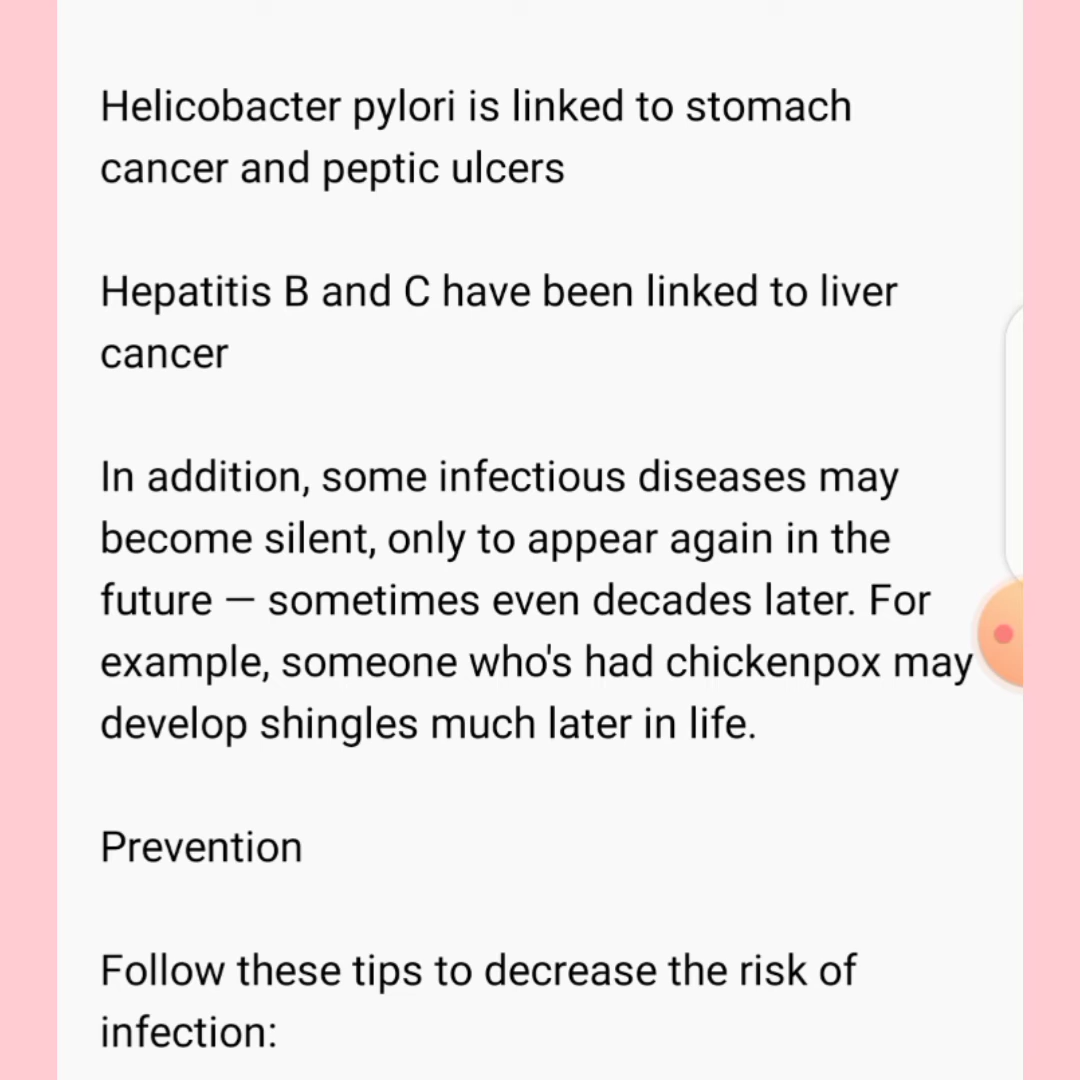 Helicobacter pylori is linked to stomach
cancer and peptic ulcers
Hepatitis B and C have been linked to liver
cancer
In addition, some infectious diseases may
become silent, only to appear again in the
future — sometimes even decades later. For
example, someone who's had chickenpox may
develop shingles much later in life.
Prevention
Follow these tips to decrease the risk of
infection: